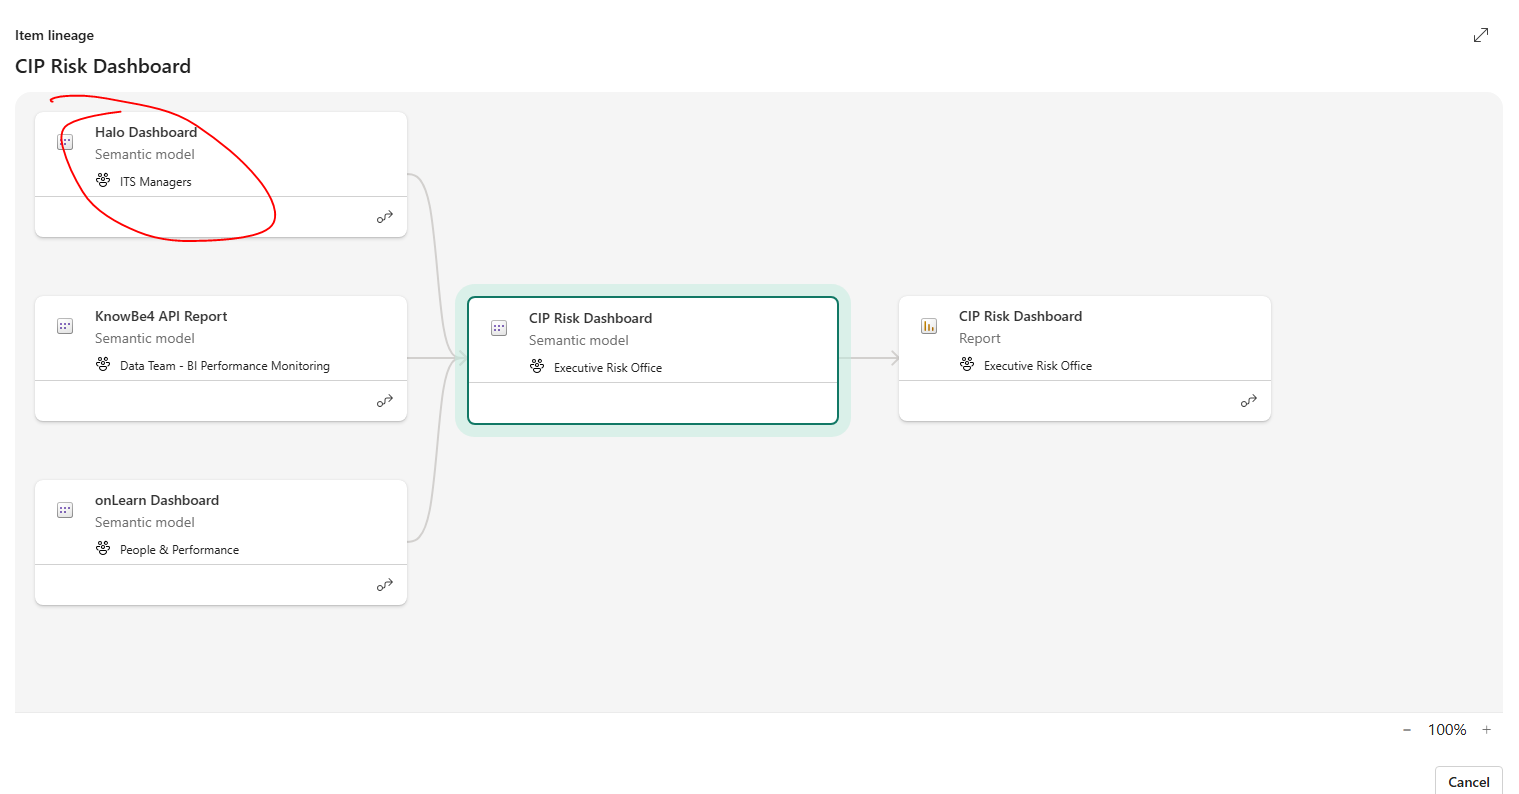 Item lineage
CIP Risk Dashboard
Halo Dashboard
Semantic model
ITS Managers
KnowBe4 API Report
Semantic model
Data Team - BI Performance Monitoring
onLearn Dashboard
Semantic model
People & Performance
CIP Risk Dashboard
Semantic model
Executive Risk Office
CIP Risk Dashboard
Report
Executive Risk Office
− 100% +
Cancel